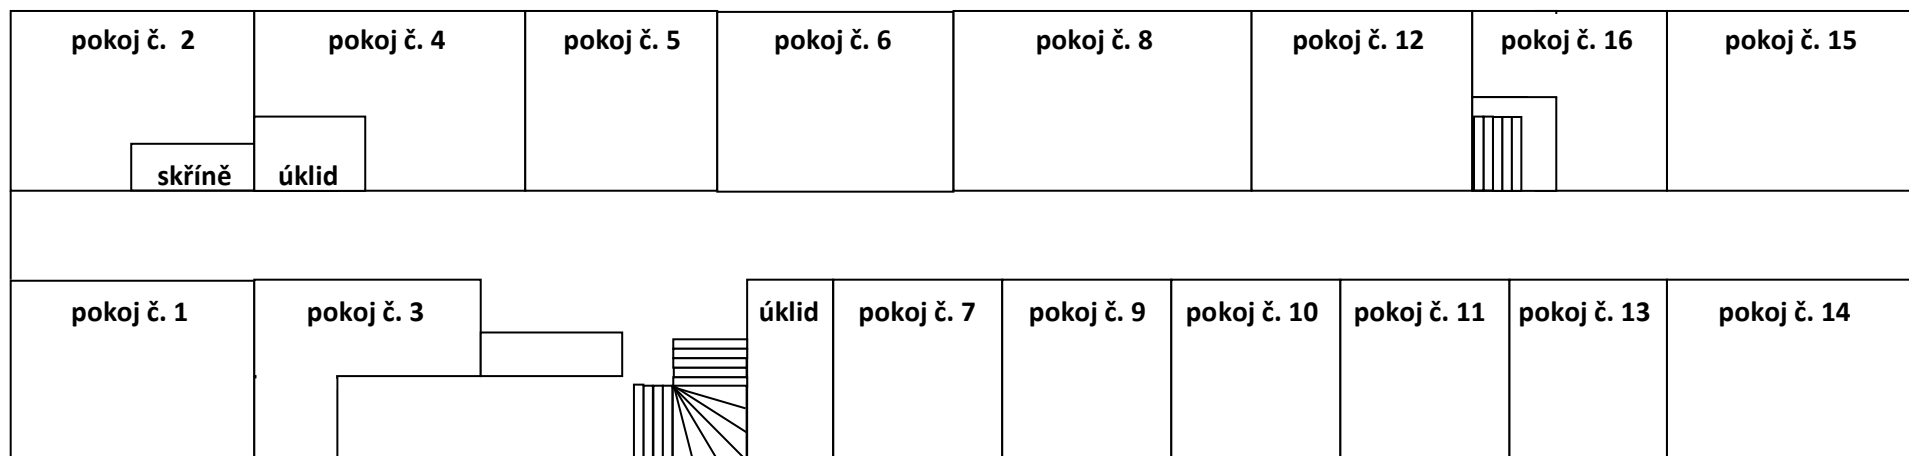 pokoj č.  2
pokoj č. 4
pokoj č. 5
pokoj č. 6
pokoj č. 8
pokoj č. 12
pokoj č. 16
pokoj č. 15
skříně
úklid
pokoj č. 1
pokoj č. 3
úklid
pokoj č. 7
pokoj č. 9
pokoj č. 10
pokoj č. 11
pokoj č. 13
pokoj č. 14